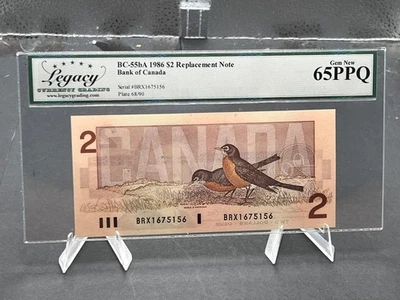 Legacy
CURRENCY GRADING
www.legacygrading.com
BC-55bA 1986 $2 Replacement Note
Bank of Canada
Serial #BRX1675156
Plate 68/90
Gem New
65PPQ
2
CANADA
BRX1675156
BRX1675156
2